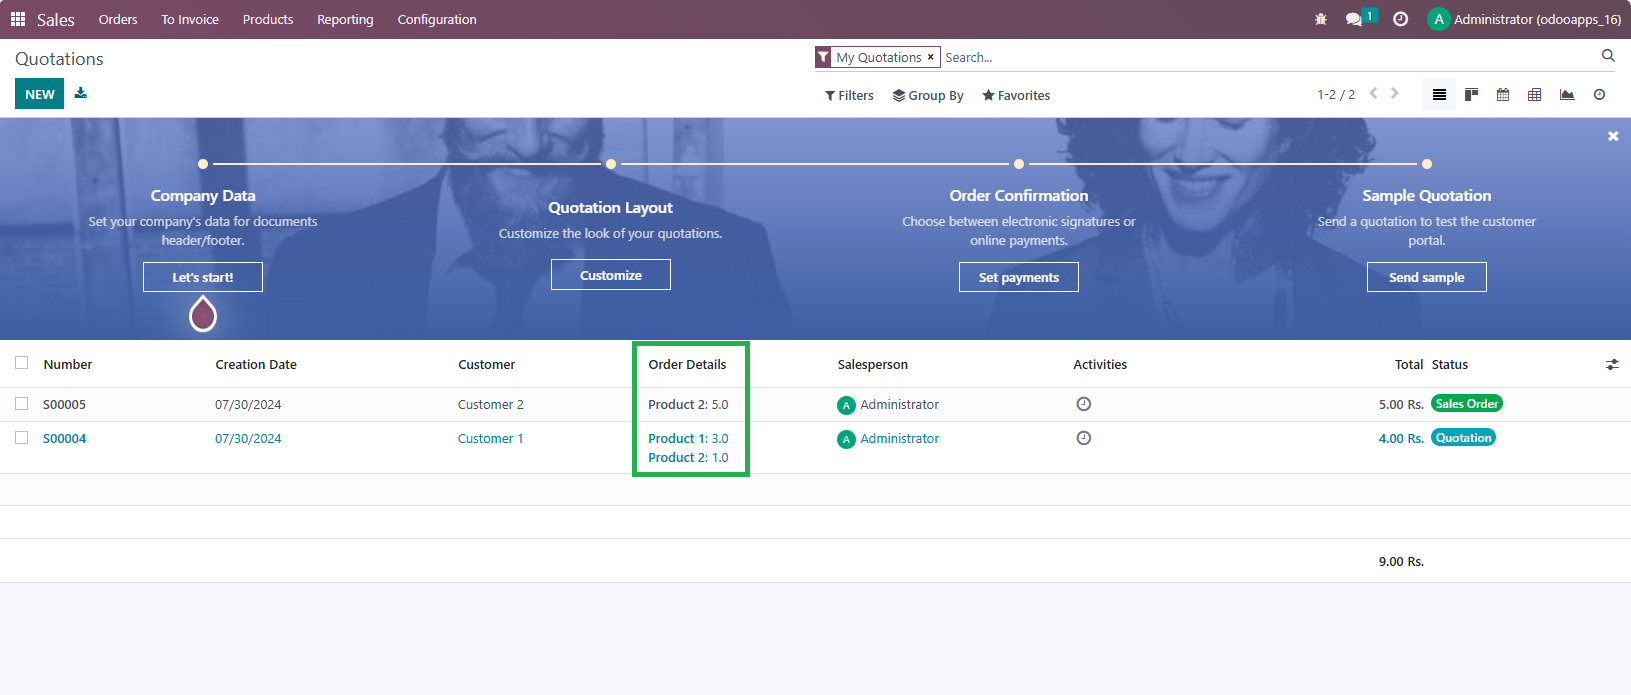 Sales Orders To Invoice Products Reporting Configuration 1 A Administrator (odooapps_16)
Quotations
My Quotations × Search...
NEW
Filters Group By Favorites 1-2 / 2
Company Data
Set your company's data for documents
header/footer.
Let's start!
Quotation Layout
Customize the look of your quotations.
Customize
Order Confirmation
Choose between electronic signatures or
online payments.
Set payments
Sample Quotation
Send a quotation to test the customer
portal.
Send sample
Number Creation Date Customer Order Details Salesperson Activities Total Status
S00005 07/30/2024 Customer 2 Product 2: 5.0 A Administrator 5.00 Rs. Sales Order
S00004 07/30/2024 Customer 1 Product 1: 3.0 A Administrator 4.00 Rs. Quotation
Product 2: 1.0
9.00 Rs.